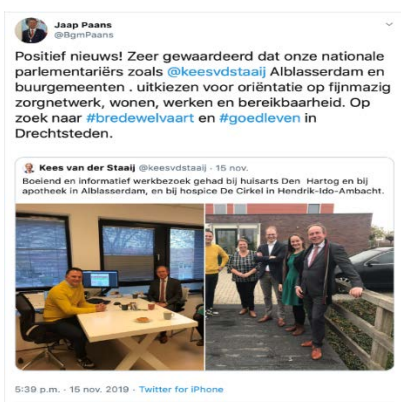 Jaap Paans
@BgmPaans
Positief nieuws! Zeer gewaardeerd dat onze nationale
parlementariërs zoals @keesvdstaaij Alblasserdam en
buurgemeenten . uitkiezen voor oriëntatie op fijnmazig
zorgnetwerk, wonen, werken en bereikbaarheid. Op
zoek naar #bredewelvaart en #goedleven in
Drechtsteden.
Kees van der Staaij @keesvdstaaij · 15 nov.
Boeiend en informatief werkbezoek gehad bij huisarts Den Hartog en bij
apotheek in Alblasserdam, en bij hospice De Cirkel in Hendrik-Ido-Ambacht.
5:39 p.m. · 15 nov. 2019 · Twitter for iPhone